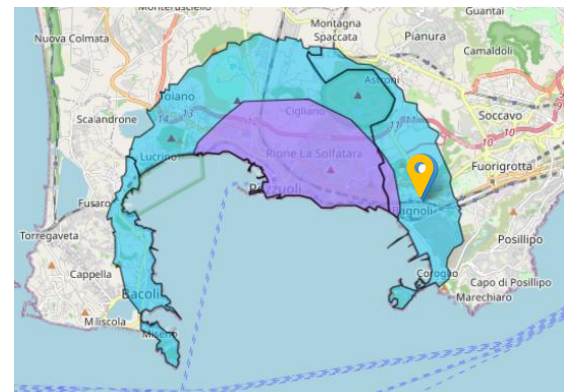 Monterusciello
Montagna
Spaccata
Guantai
Nuova Colmata
Pianura
Camaldoli
Toiano
Astroni
Scalandrone
Cigliano
Soccavo
Lucrino
Rione La Solfatara
Fuorigrotta
Fusaro
Pozzuoli
Bagnoli
Torregaveta
Posillipo
Cappella
Coroglio
Capo di Posillipo
Bacoli
Marechiaro
Miliscola
Miseno